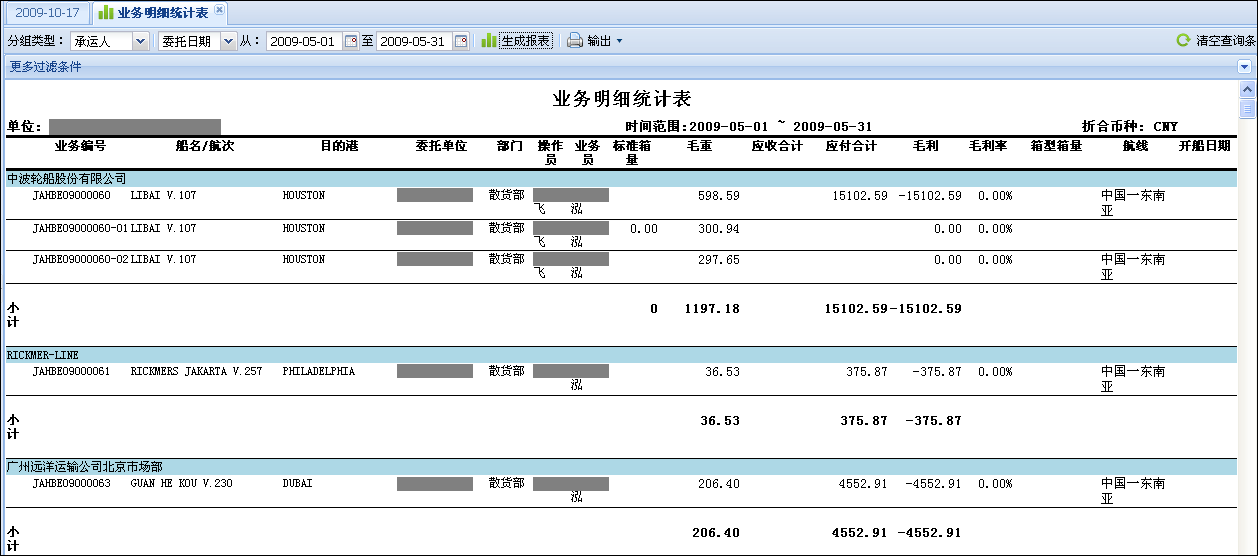 2009-10-17 业务明细统计表
分组类型： 承运人 委托日期 从： 2009-05-01 至 2009-05-31 生成报表 输出 清空查询条
更多过滤条件
业务明细统计表
单位： 时间范围:2009-05-01 ~ 2009-05-31 折合币种: CNY
业务编号 船名/航次 目的港 委托单位 部门 操作员 业务员 标准箱量 毛重 应收合计 应付合计 毛利 毛利率 箱型箱量 航线 开船日期
中波轮船股份有限公司
JAHBE09000060 LIBAI V.107 HOUSTON 散货部 598.59 15102.59 -15102.59 0.00% 中国—东南
飞 泓 亚
JAHBE09000060-01 LIBAI V.107 HOUSTON 散货部 0.00 300.94 0.00 0.00%
飞 泓
JAHBE09000060-02 LIBAI V.107 HOUSTON 散货部 297.65 0.00 0.00% 中国—东南
飞 泓 亚
小计 0 1197.18 15102.59 -15102.59
RICKMER-LINE
JAHBE09000061 RICKMERS JAKARTA V.257 PHILADELPHIA 散货部 36.53 375.87 -375.87 0.00% 中国—东南
泓 亚
小计 36.53 375.87 -375.87
广州远洋运输公司北京市场部
JAHBE09000063 GUAN HE KOU V.230 DUBAI 散货部 206.40 4552.91 -4552.91 0.00% 中国—东南
泓 亚
小计 206.40 4552.91 -4552.91